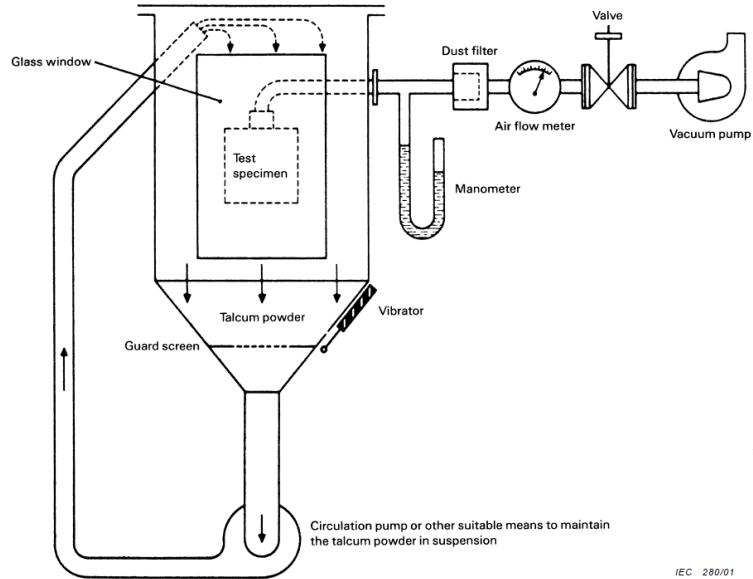 Valve
Glass window
Dust filter
Air flow meter
Vacuum pump
Test
specimen
Manometer
Talcum powder
Vibrator
Guard screen
Circulation pump or other suitable means to maintain
the talcum powder in suspension
IEC 280/01